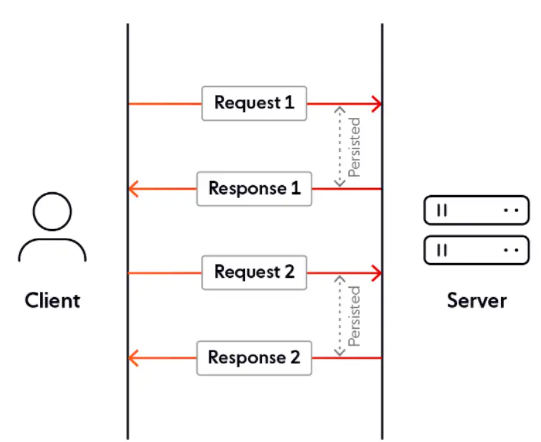 Request 1
Persisted
Response 1
Request 2
Client
Server
Persisted
Response 2